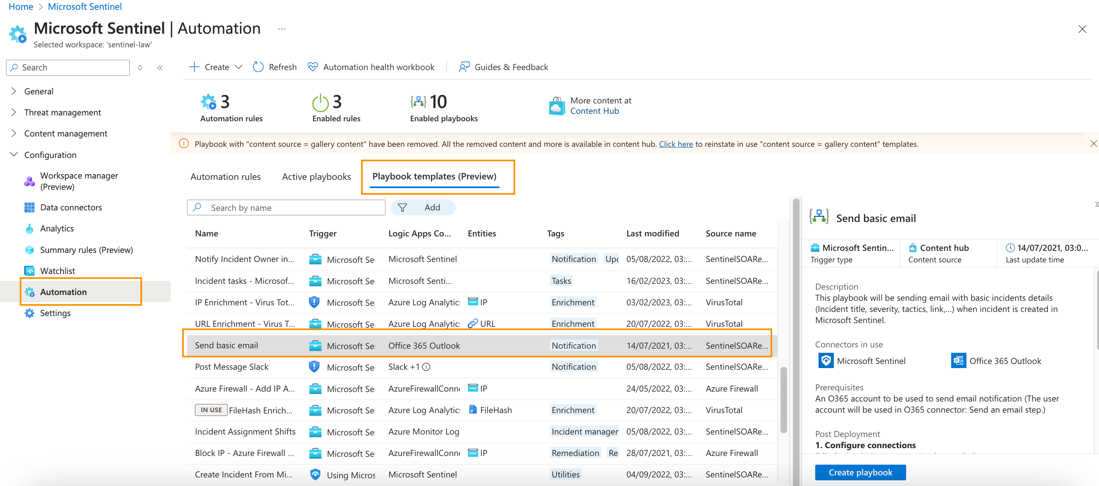 Home > Microsoft Sentinel
Microsoft Sentinel | Automation ...
Selected workspace: 'sentinel-law'
Search
General
Threat management
Content management
Configuration
Workspace manager
(Preview)
Data connectors
Analytics
Summary rules (Preview)
Watchlist
Automation
Settings
Create Refresh Automation health workbook Guides & Feedback
3 Automation rules
3 Enabled rules
10 Enabled playbooks
More content at
Content Hub
Playbook with "content source = gallery content" have been removed. All the removed content and more is available in content hub. Click here to reinstate in use "content source = gallery content" templates.
Automation rules Active playbooks Playbook templates (Preview)
Search by name Add
Name Trigger Logic Apps Co... Entities Tags Last modified Source name
Notify Incident Owner in... Microsoft Se Microsoft Sentinel Notification Upd 05/08/2022, 03:... SentinelSOARe...
Incident tasks - Microsof... Microsoft Se Microsoft Senti... Tasks 16/02/2023, 03:... SentinelSOARe...
IP Enrichment - Virus Tot... Microsoft Se Azure Log Analytic IP Enrichment 03/02/2023, 03:... VirusTotal
URL Enrichment - Virus T... Microsoft Se Azure Log Analytic URL Enrichment 20/07/2022, 03:... VirusTotal
Send basic email Microsoft Se Office 365 Outlook Notification 14/07/2021, 03:... SentinelSOARe...
Post Message Slack Microsoft Se Slack +1 Notification 05/08/2022, 03:... SentinelSOARe...
Azure Firewall - Add IP A... Microsoft Se AzureFirewallConn IP 24/05/2022, 03:... Azure Firewall
IN USE FileHash Enrich... Microsoft Se Azure Log Analytic FileHash Enrichment 20/07/2022, 03:... VirusTotal
Incident Assignment Shifts Microsoft Se Azure Monitor Log Incident manager 05/08/2022, 03:... SentinelSOARe...
Block IP - Azure Firewall Microsoft Se AzureFirewallConn IP Remediation Re 28/07/2021, 03:... Azure Firewall
Create Incident From Mi... Using Micros Microsoft Sentinel Utilities 04/09/2022, 03:... SentinelSOARe...
Send basic email
Microsoft Sentin...
Trigger type
Content hub
Content source
14/07/2021, 03:0...
Last update time
Description
This playbook will be sending email with basic incidents details
(Incident title, severity, tactics, link,...) when incident is created in
Microsoft Sentinel.
Connectors in use
Microsoft Sentinel Office 365 Outlook
Prerequisites
An O365 account to be used to send email notification (The user
account will be used in O365 connector: Send an email step.)
Post Deployment
1. Configure connections
Create playbook